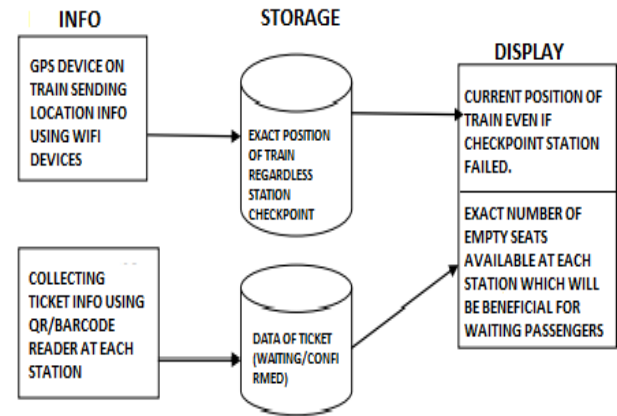 INFO
STORAGE
DISPLAY
GPS DEVICE ON
TRAIN SENDING
LOCATION INFO
USING WIFI
DEVICES
EXACT POSITION
OF TRAIN
REGARDLESS
STATION
CHECKPOINT
CURRENT POSITION OF
TRAIN EVEN IF
CHECKPOINT STATION
FAILED.
EXACT NUMBER OF
EMPTY SEATS
AVAILABLE AT EACH
STATION WHICH WILL
BE BENEFICIAL FOR
WAITING PASSENGERS
COLLECTING
TICKET INFO USING
QR/BARCODE
READER AT EACH
STATION
DATA OF TICKET
(WAITING/CONFI
RMED)